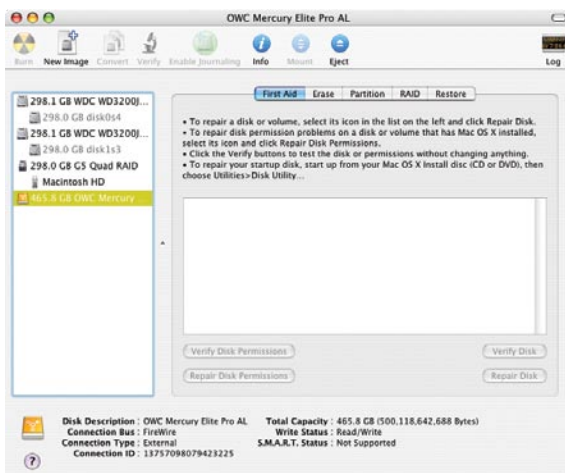 OWC Mercury Elite Pro AL
Burn New Image Convert Verify Enable Journaling Info Mount Eject Log
298.1 GB WDC WD3200J...
298.0 GB disk0s4
298.1 GB WDC WD3200J...
298.0 GB disk1s3
298.0 GB G5 Quad RAID
Macintosh HD
465.8 GB OWC Mercury ...
First Aid Erase Partition RAID Restore
• To repair a disk or volume, select its icon in the list on the left and click Repair Disk.
• To repair disk permission problems on a disk or volume that has Mac OS X installed,
select its icon and click Repair Disk Permissions.
• Click the Verify buttons to test the disk or permissions without changing anything.
• To repair your startup disk, start up from your Mac OS X Install disc (CD or DVD), then
choose Utilities>Disk Utility...
Verify Disk Permissions Verify Disk
Repair Disk Permissions Repair Disk
Disk Description : OWC Mercury Elite Pro AL Total Capacity : 465.8 GB (500,118,642,688 Bytes)
Connection Bus : FireWire Write Status : Read/Write
Connection Type : External S.M.A.R.T. Status : Not Supported
Connection ID : 13757098079423225
?